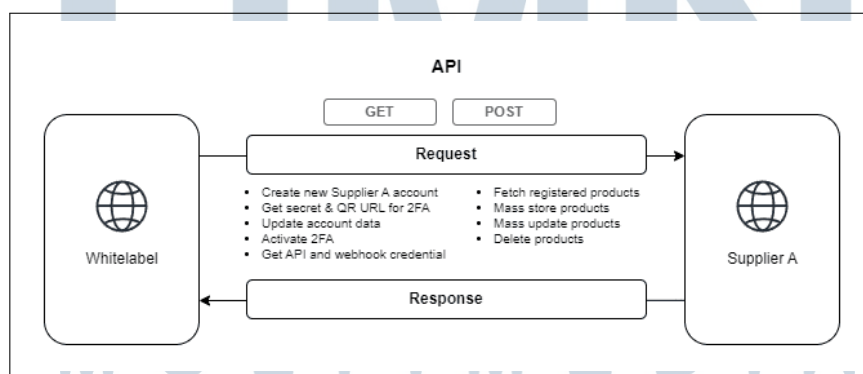 API
GET POST
Request
• Create new Supplier A account
• Get secret & QR URL for 2FA
• Update account data
• Activate 2FA
• Get API and webhook credential
• Fetch registered products
• Mass store products
• Mass update products
• Delete products
Whitelabel
Supplier A
Response